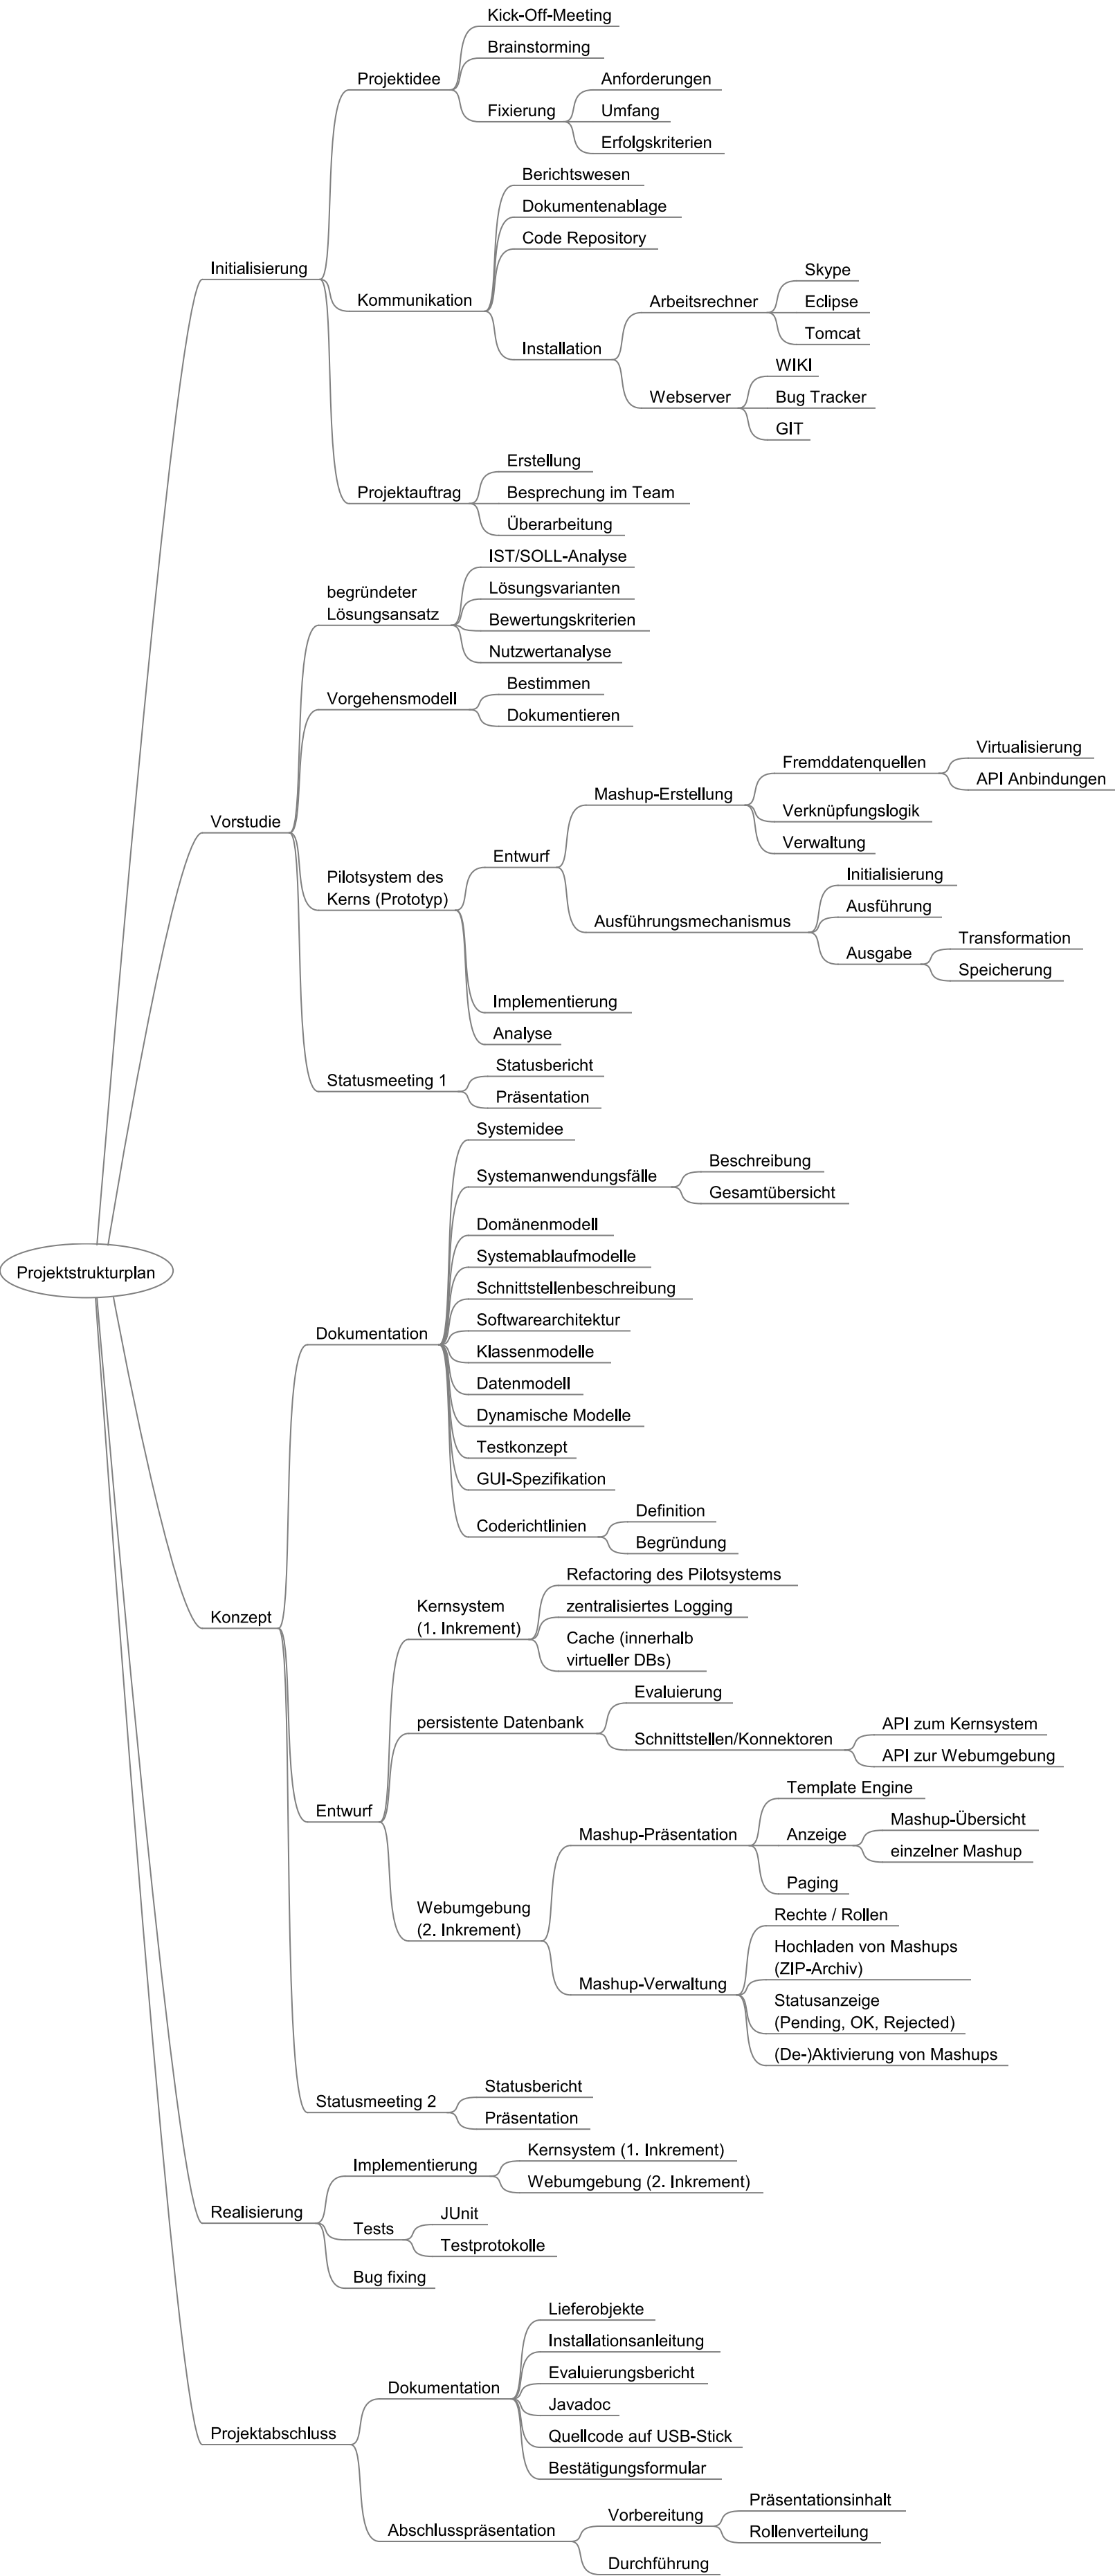 Kick-Off-Meeting
Brainstorming
Projektidee
Anforderungen
Fixierung
Umfang
Erfolgskriterien
Berichtswesen
Dokumentenablage
Code Repository
Initialisierung
Kommunikation
Skype
Arbeitsrechner
Eclipse
Tomcat
Installation
WIKI
Webserver
Bug Tracker
GIT
Erstellung
Projektauftrag
Besprechung im Team
Überarbeitung
IST/SOLL-Analyse
begründeter
Lösungsansatz
Lösungsvarianten
Bewertungskriterien
Nutzwertanalyse
Vorgehensmodell
Bestimmen
Dokumentieren
Vorstudie
Virtualisierung
Fremddatenquellen
API Anbindungen
Mashup-Erstellung
Verknüpfungslogik
Verwaltung
Entwurf
Pilotsystem des
Kerns (Prototyp)
Initialisierung
Ausführung
Ausführungsmechanismus
Ausgabe
Transformation
Speicherung
Implementierung
Analyse
Statusmeeting 1
Statusbericht
Präsentation
Projektstrukturplan
Systemidee
Systemanwendungsfälle
Beschreibung
Gesamtübersicht
Domänenmodell
Systemablaufmodelle
Schnittstellenbeschreibung
Dokumentation
Softwarearchitektur
Klassenmodelle
Datenmodell
Dynamische Modelle
Testkonzept
GUI-Spezifikation
Coderichtlinien
Definition
Begründung
Konzept
Kernsystem
(1. Inkrement)
Refactoring des Pilotsystems
zentralisiertes Logging
Cache (innerhalb
virtueller DBs)
persistente Datenbank
Evaluierung
Schnittstellen/Konnektoren
API zum Kernsystem
API zur Webumgebung
Entwurf
Template Engine
Mashup-Präsentation
Anzeige
Mashup-Übersicht
einzelner Mashup
Paging
Webumgebung
(2. Inkrement)
Rechte / Rollen
Hochladen von Mashups
(ZIP-Archiv)
Mashup-Verwaltung
Statusanzeige
(Pending, OK, Rejected)
(De-)Aktivierung von Mashups
Statusmeeting 2
Statusbericht
Präsentation
Realisierung
Implementierung
Kernsystem (1. Inkrement)
Webumgebung (2. Inkrement)
Tests
JUnit
Testprotokolle
Bug fixing
Projektabschluss
Dokumentation
Lieferobjekte
Installationsanleitung
Evaluierungsbericht
Javadoc
Quellcode auf USB-Stick
Bestätigungsformular
Abschlusspräsentation
Vorbereitung
Präsentationsinhalt
Rollenverteilung
Durchführung